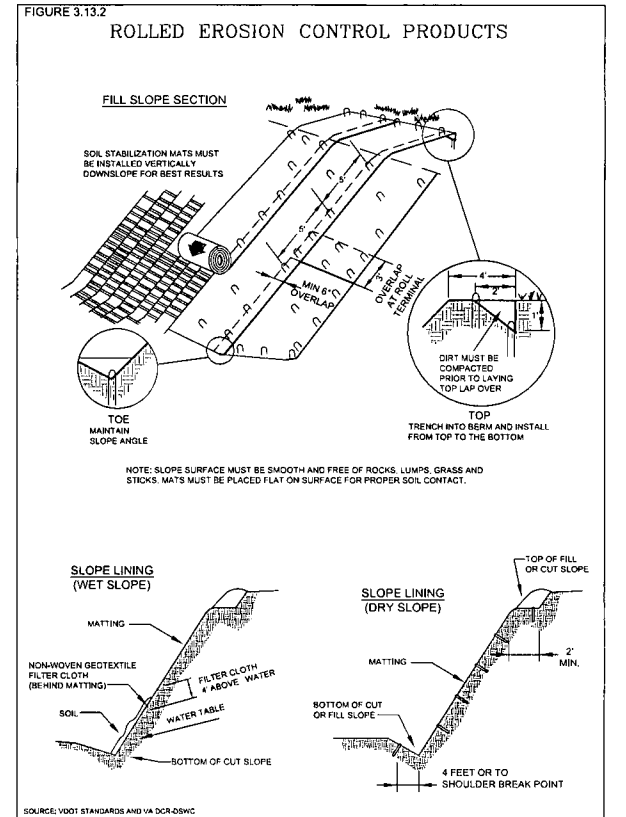 FIGURE 3.13.2
ROLLED EROSION CONTROL PRODUCTS
FILL SLOPE SECTION
SOIL STABILIZATION MATS MUST
BE INSTALLED VERTICALLY
DOWNSLOPE FOR BEST RESULTS
5'
5'
MIN 6"
OVERLAP
3'
OVERLAP
AT ROLL
TERMINAL
4'
2'
1'
DIRT MUST BE
COMPACTED
PRIOR TO LAYING
TOP LAP OVER
TOE
MAINTAIN
SLOPE ANGLE
TOP
TRENCH INTO BERM AND INSTALL
FROM TOP TO THE BOTTOM
NOTE: SLOPE SURFACE MUST BE SMOOTH AND FREE OF ROCKS, LUMPS, GRASS AND
STICKS. MATS MUST BE PLACED FLAT ON SURFACE FOR PROPER SOIL CONTACT.
SLOPE LINING
(WET SLOPE)
MATTING
NON-WOVEN GEOTEXTILE
FILTER CLOTH
(BEHIND MATTING)
SOIL
FILTER CLOTH
4' ABOVE WATER
WATER TABLE
BOTTOM OF CUT SLOPE
SLOPE LINING
(DRY SLOPE)
TOP OF FILL
OR CUT SLOPE
MATTING
2'
MIN.
BOTTOM OF CUT
OR FILL SLOPE
4 FEET OR TO
SHOULDER BREAK POINT
SOURCE: VDOT STANDARDS AND VA DCR-DSWC